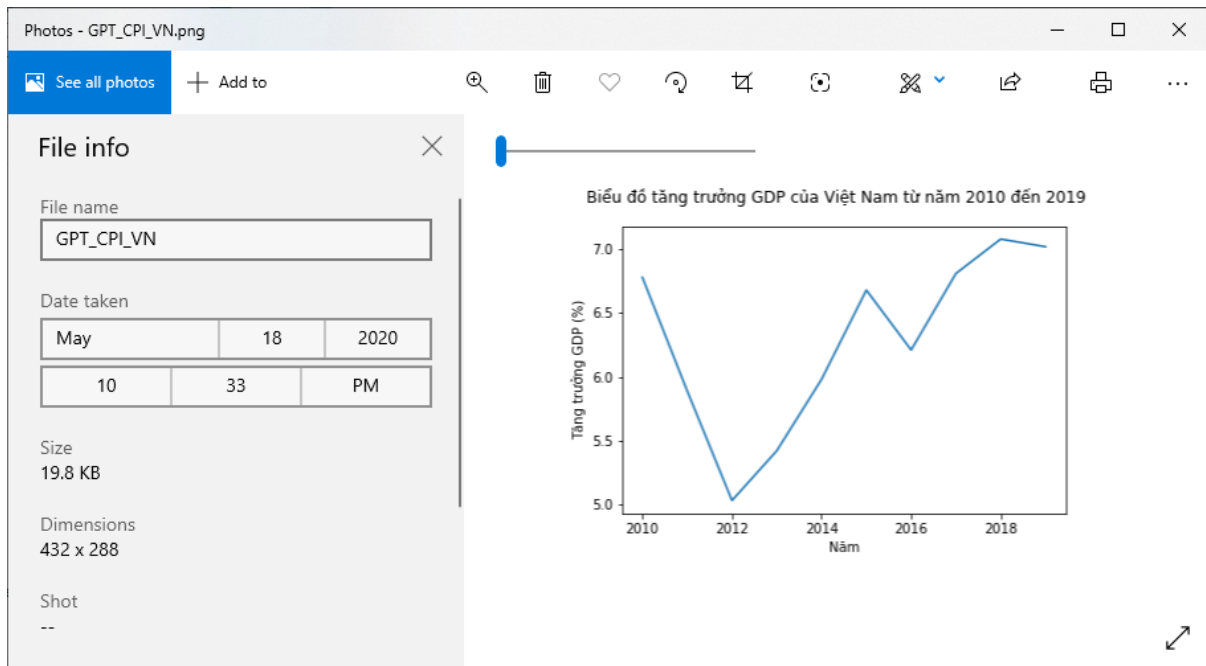 Photos - GPT_CPI_VN.png
See all photos
Add to
File info
File name
GPT_CPI_VN
Date taken
May 18 2020
10 33 PM
Size
19.8 KB
Dimensions
432 x 288
Shot
--
Biểu đồ tăng trưởng GDP của Việt Nam từ năm 2010 đến 2019
Tăng trưởng GDP (%)
7.0
6.5
6.0
5.5
5.0
2010 2012 2014 2016 2018
Năm